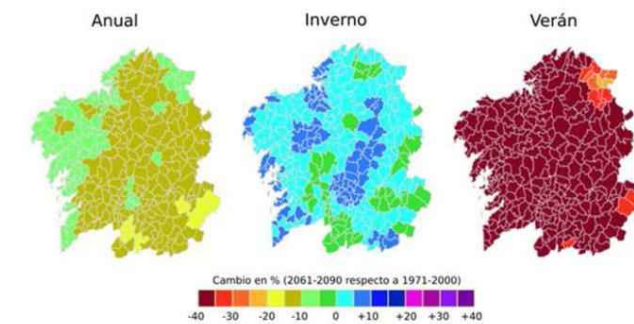 Anual Inverno Verán
Cambio en % (2061-2090 respecto a 1971-2000)
-40 -30 -20 -10 0 +10 +20 +30 +40